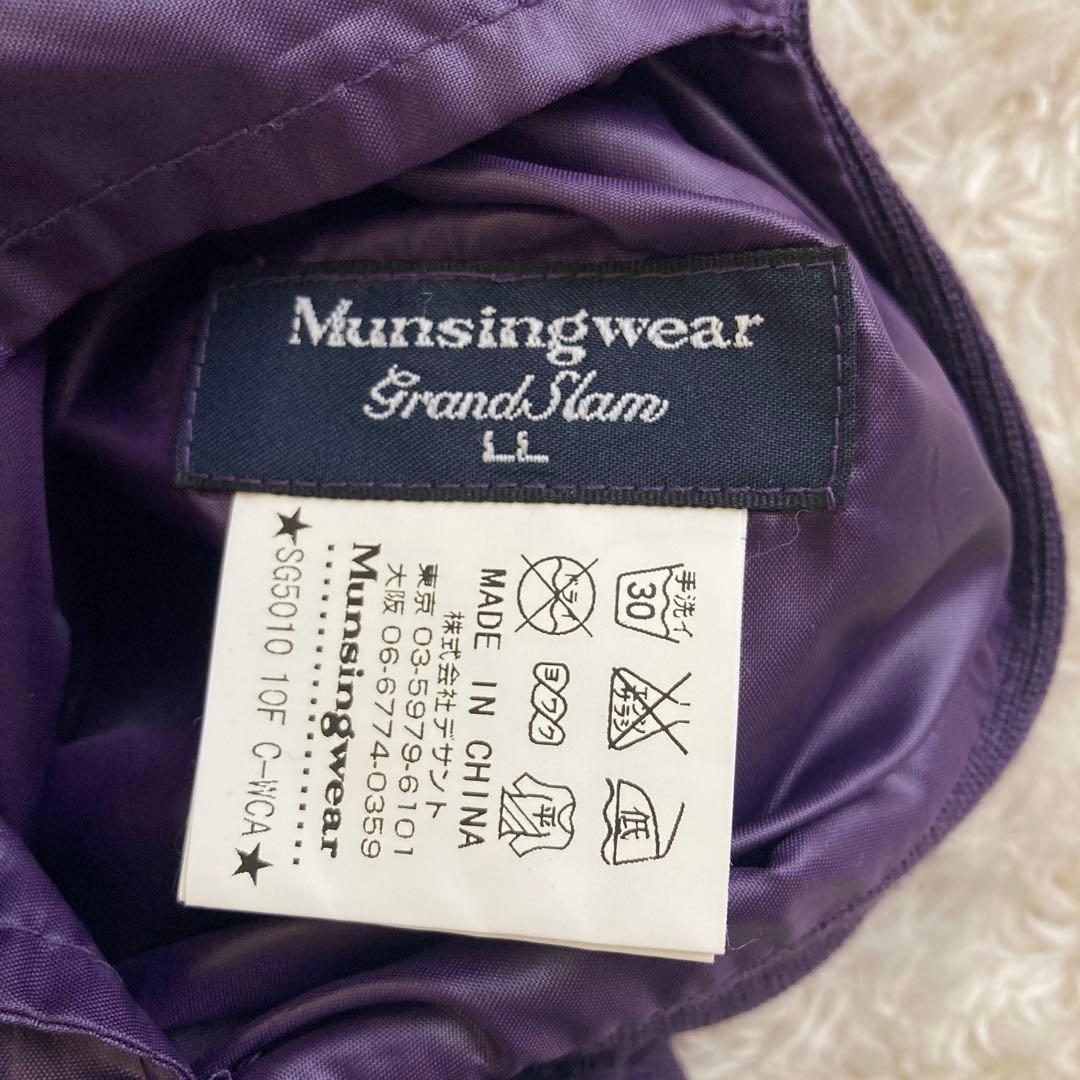 Munsingwear
Grand Slam
LL
手洗イ
30
エンソ
サラシ
低
ドライ
ヨワク
平
MADE IN CHINA
株式会社デサント
東京 03-5979-6101
大阪 06-6774-0359
Munsingwear
★SG5010 10F C-WCA★